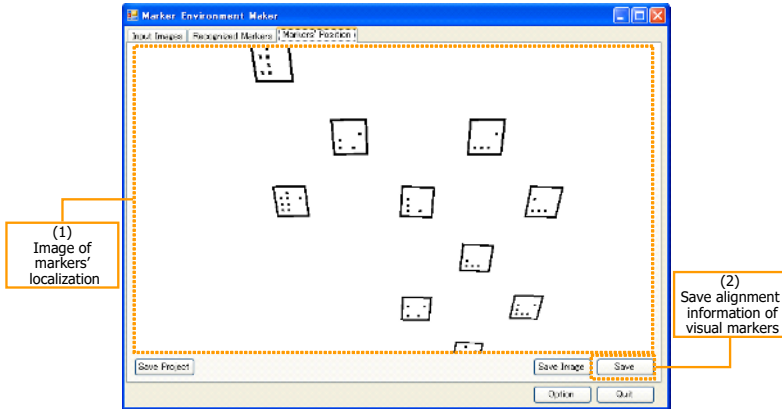 Marker Environment Maker
Input Images
Recognized Markers
Markers' Position
(1)
Image of
markers'
localization
(2)
Save alignment
information of
visual markers
Save Project
Save Image
Save
Option
Quit